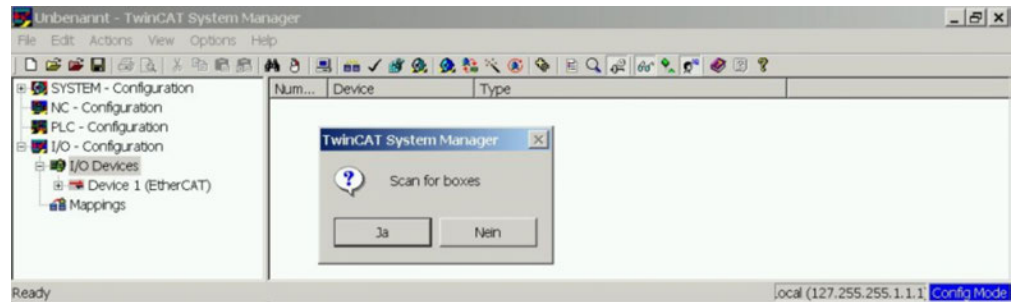 Unbenannt - TwinCAT System Manager
File Edit Actions View Options Help
SYSTEM - Configuration
NC - Configuration
PLC - Configuration
I/O - Configuration
I/O Devices
Device 1 (EtherCAT)
Mappings
Num... Device Type
TwinCAT System Manager
Scan for boxes
Ja Nein
Ready .ocal (127.255.255.1.1.1) Config Mode